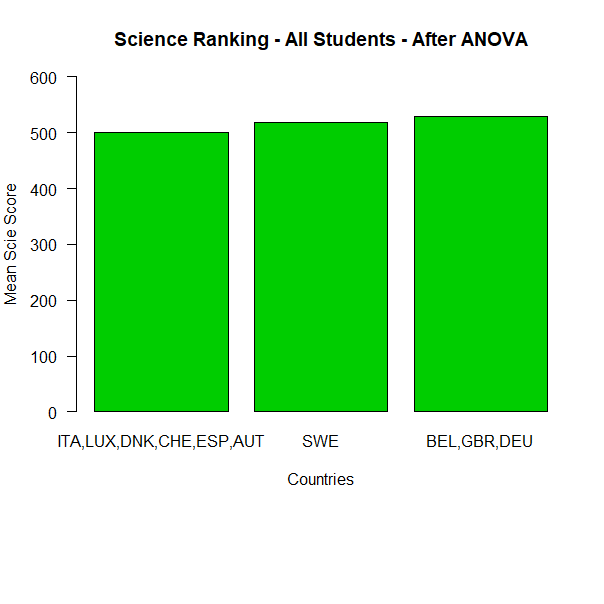 Science Ranking - All Students - After ANOVA
Mean Scie Score
600
500
400
300
200
100
0
ITA,LUX,DNK,CHE,ESP,AUT
SWE
BEL,GBR,DEU
Countries